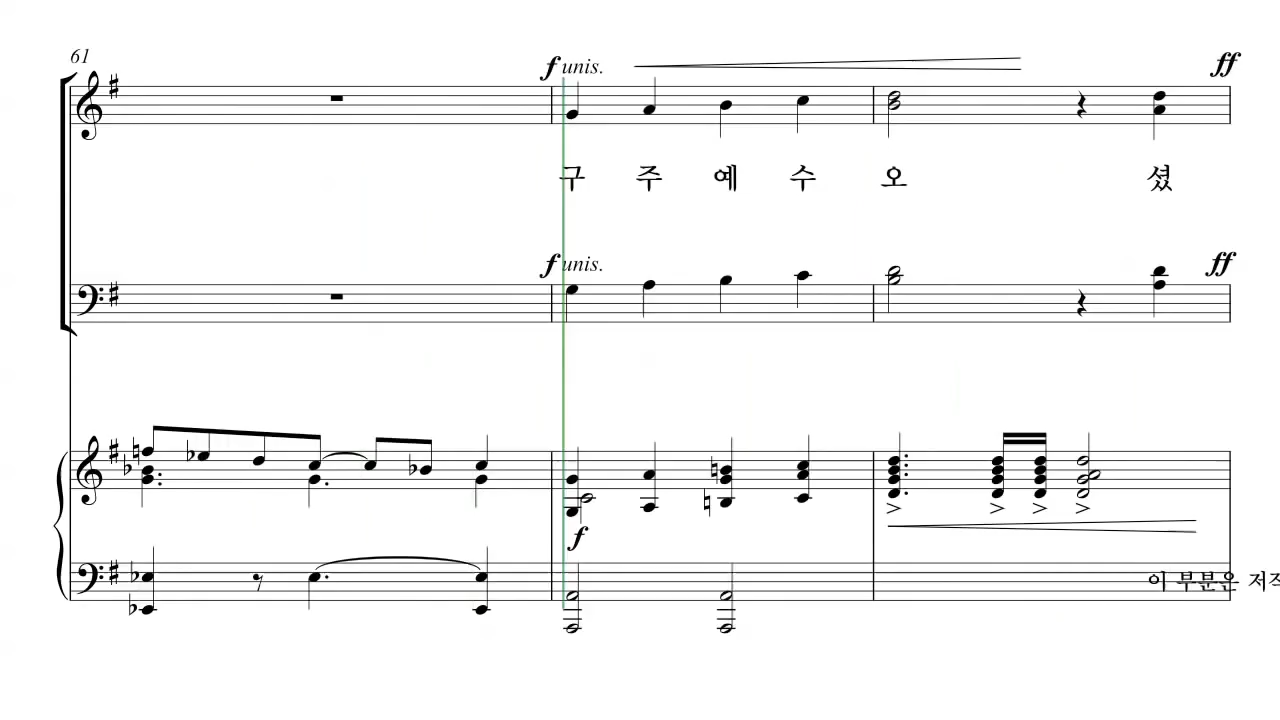 61
f unis.
ff
구 주 예 수 오 셨
f unis.
ff
f
이 부분은 저작